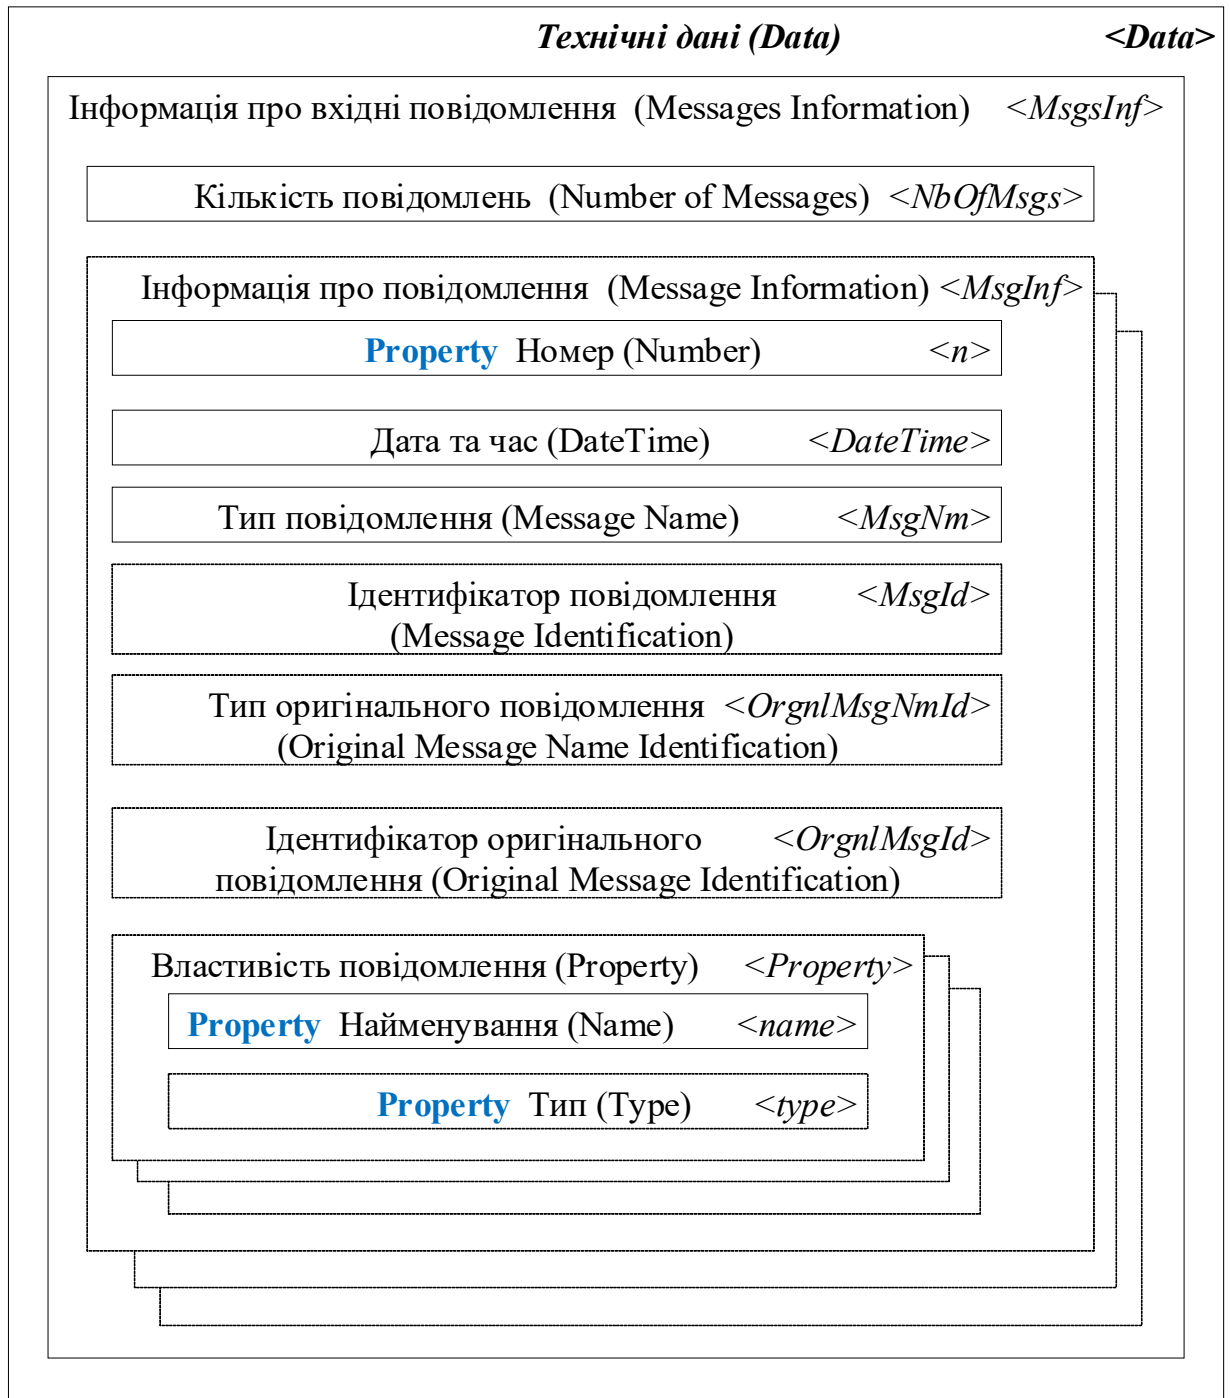 Технічні дані (Data) <Data>
Інформація про вхідні повідомлення (Messages Information) <MsgsInf>
Кількість повідомлень (Number of Messages) <NbOfMsgs>
Інформація про повідомлення (Message Information) <MsgInf>
Property Номер (Number) <n>
Дата та час (DateTime) <DateTime>
Тип повідомлення (Message Name) <MsgNm>
Ідентифікатор повідомлення <MsgId>
(Message Identification)
Тип оригінального повідомлення <OrgnlMsgNmId>
(Original Message Name Identification)
Ідентифікатор оригінального <OrgnlMsgId>
повідомлення (Original Message Identification)
Властивість повідомлення (Property) <Property>
Property Найменування (Name) <name>
Property Тип (Type) <type>